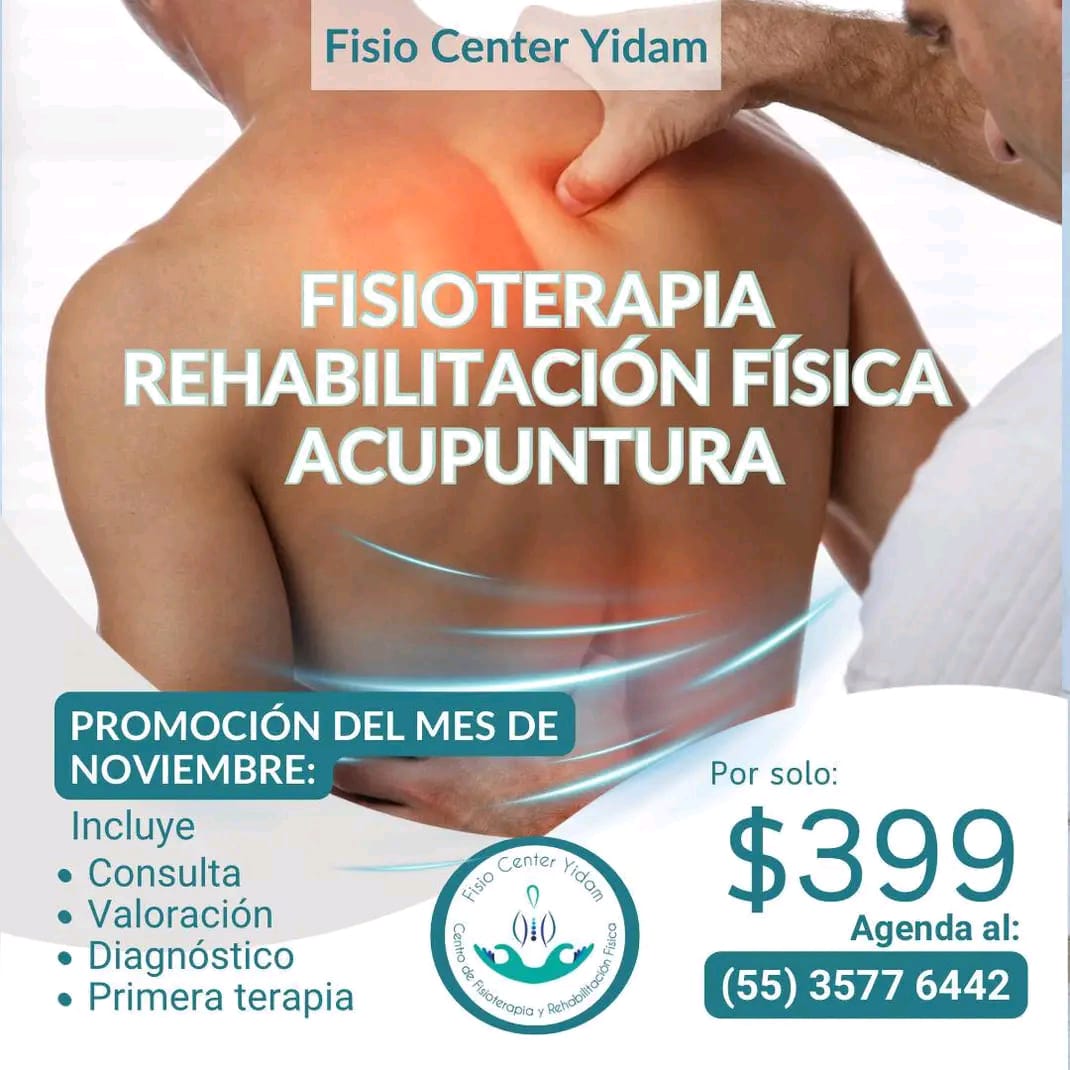 Fisio Center Yidam
FISIOTERAPIA
REHABILITACIÓN FÍSICA
ACUPUNTURA
PROMOCIÓN DEL MES DE
NOVIEMBRE:
Incluye
• Consulta
• Valoración
• Diagnóstico
• Primera terapia
Fisio Center Yidam
Centro de Fisioterapia y Rehabilitación Física
Por solo:
$399
Agenda al:
(55) 3577 6442